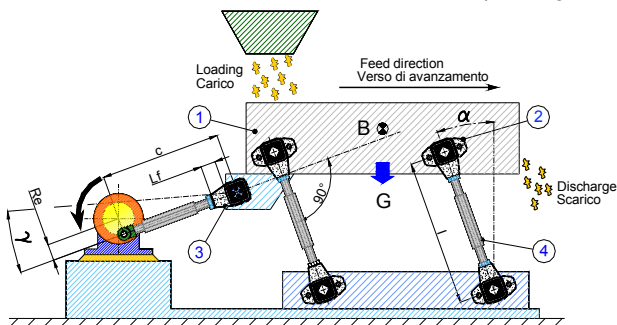 Loading
Carico
Feed direction
Verso di avanzamento
1
B
α
2
c
Lf
90°
G
Discharge
Scarico
Re
γ
3
l
4